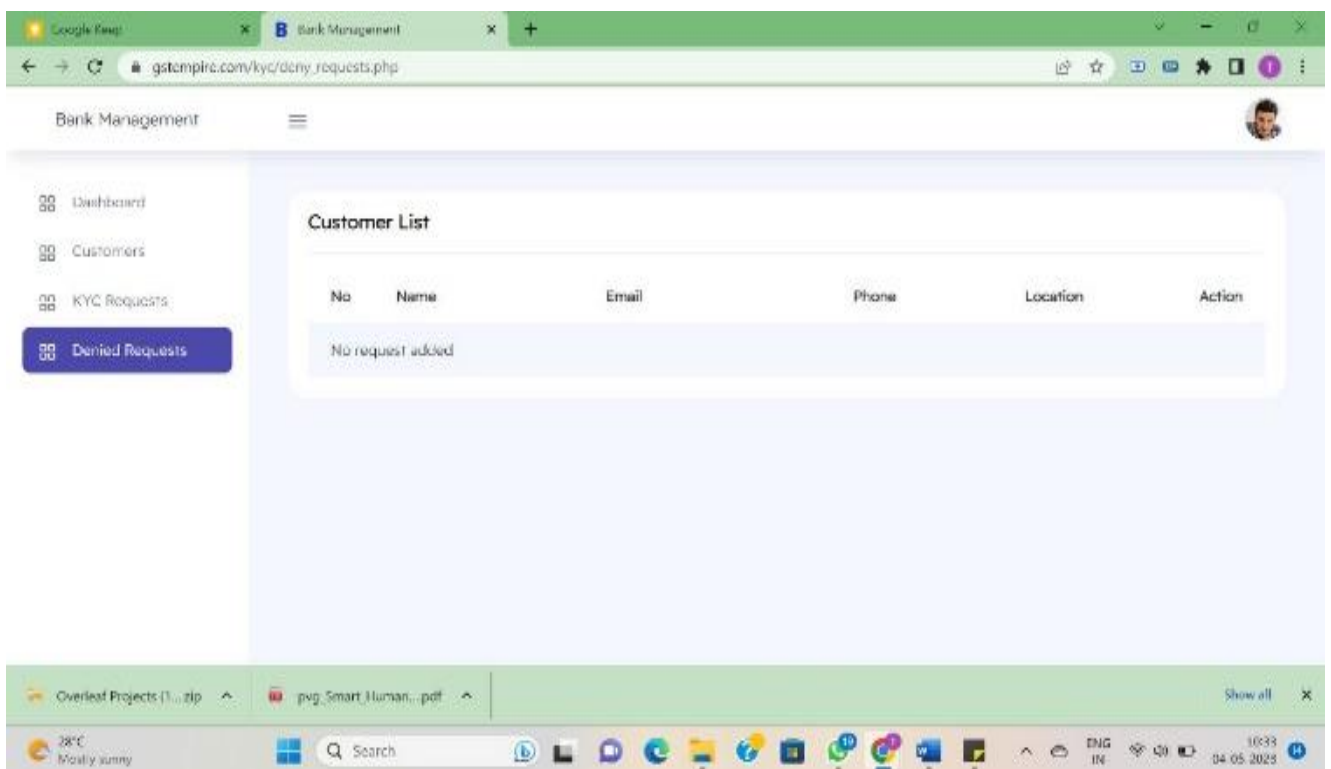 Google Keep
Bank Management
gstempire.com/kyc/deny_requests.php
Bank Management
Dashboard
Customers
KYC Requests
Denied Requests
Customer List
No Name Email Phone Location Action
No request added
Overleaf Projects (1....zip
pvg_Smart_Human....pdf
Show all
28°C
Mostly sunny
Search
19
ENG
IN
10:33
04-05-2023